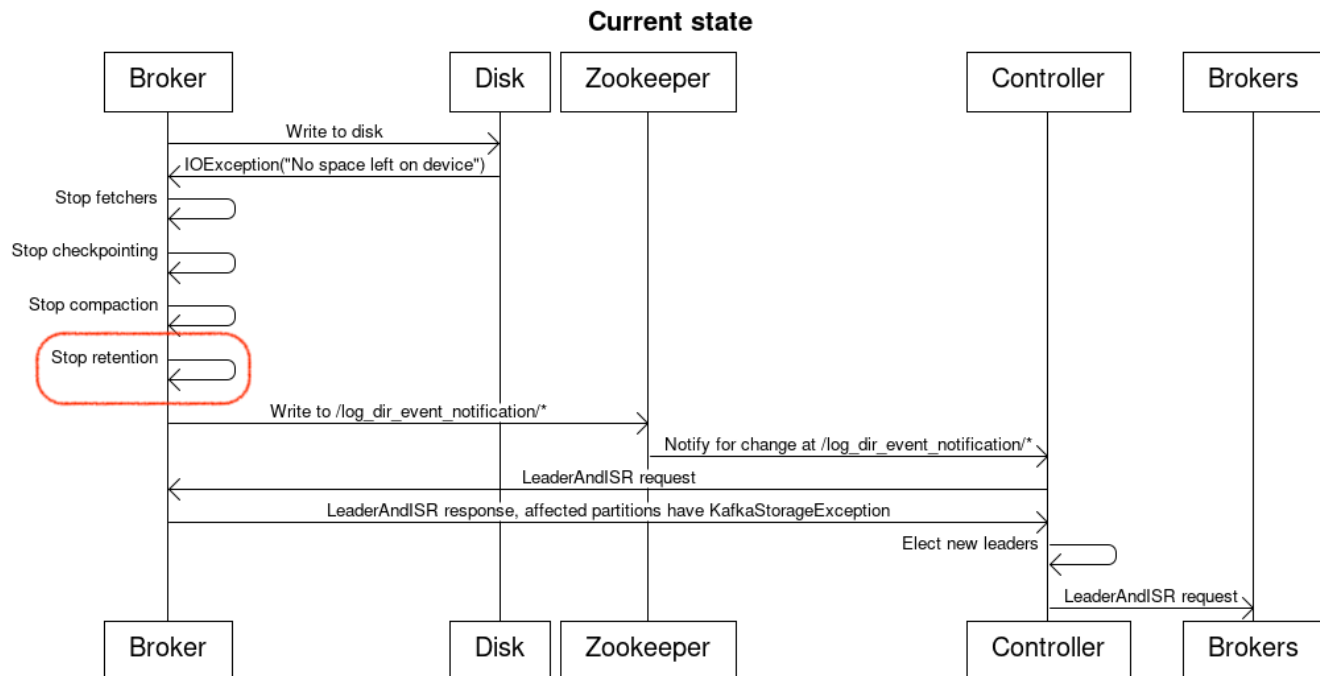 Current state
Broker
Disk
Zookeeper
Controller
Brokers
Write to disk
IOException("No space left on device")
Stop fetchers
Stop checkpointing
Stop compaction
Stop retention
Write to /log_dir_event_notification/*
Notify for change at /log_dir_event_notification/*
LeaderAndISR request
LeaderAndISR response, affected partitions have KafkaStorageException
Elect new leaders
LeaderAndISR request
Broker
Disk
Zookeeper
Controller
Brokers